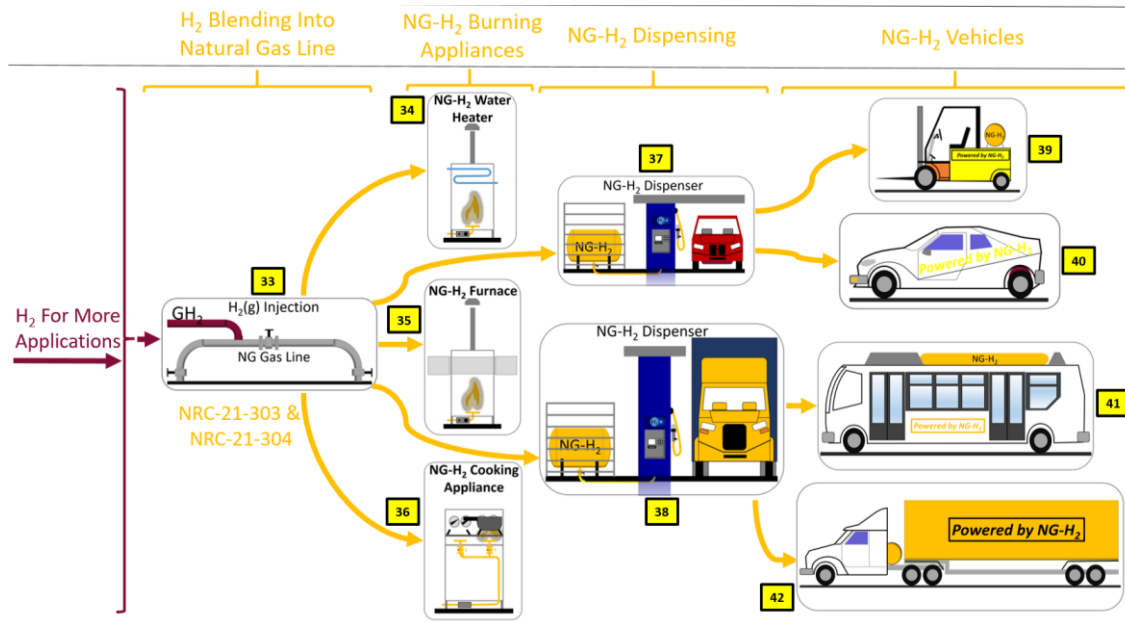 H₂ Blending Into
Natural Gas Line
NG-H₂ Burning
Appliances
NG-H₂ Dispensing
NG-H₂ Vehicles
H₂ For More
Applications
33
H₂(g) Injection
GH₂
NG Gas Line
NRC-21-303 &
NRC-21-304
34
NG-H₂ Water
Heater
35
NG-H₂ Furnace
36
NG-H₂ Cooking
Appliance
37
NG-H₂ Dispenser
NG-H₂
NG-H₂ Dispenser
NG-H₂
38
39
NG-H₂
Powered by NG-H₂
40
Powered by NG-H₂
41
NG-H₂
Powered by NG-H₂
42
Powered by NG-H₂